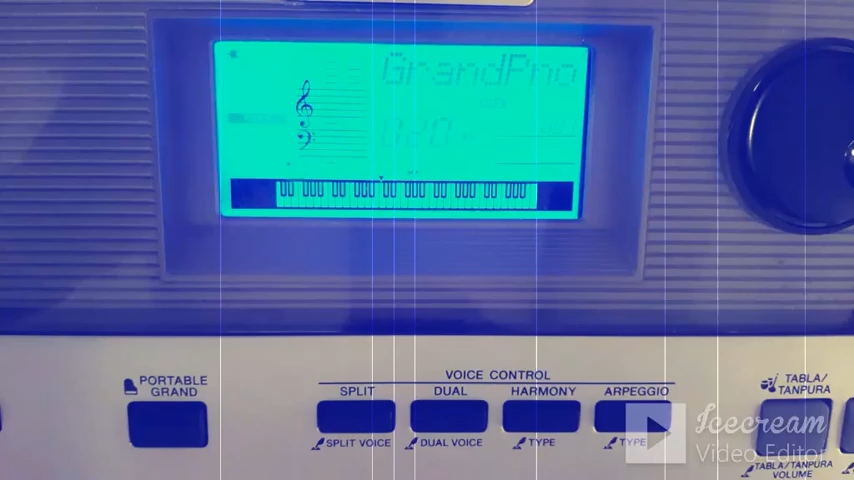 GrandPno
020
PORTABLE
GRAND
VOICE CONTROL
SPLIT
DUAL
HARMONY
ARPEGGIO
TABLA/
TANPURA
SPLIT VOICE
DUAL VOICE
TYPE
TYPE
TABLA/TANPURA
VOLUME
Icecream
Video Editor